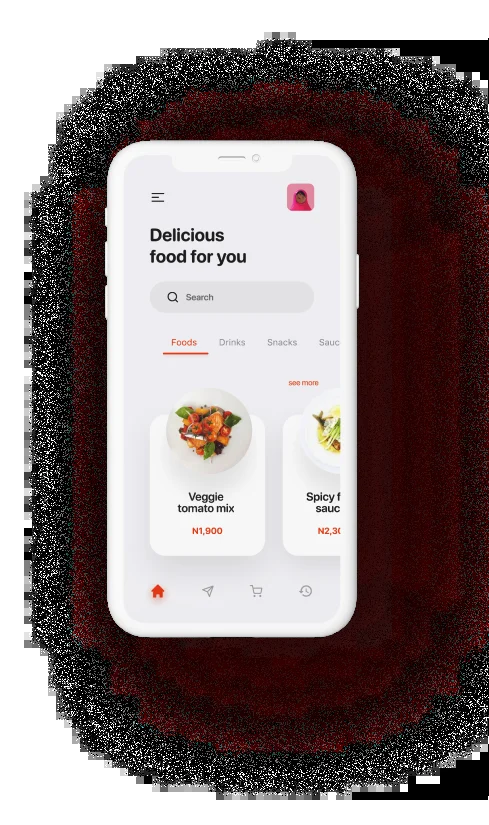 Delicious
food for you
Search
Foods Drinks Snacks Sauc
see more
Veggie
tomato mix
N1,900
Spicy f
sauc
N2,30